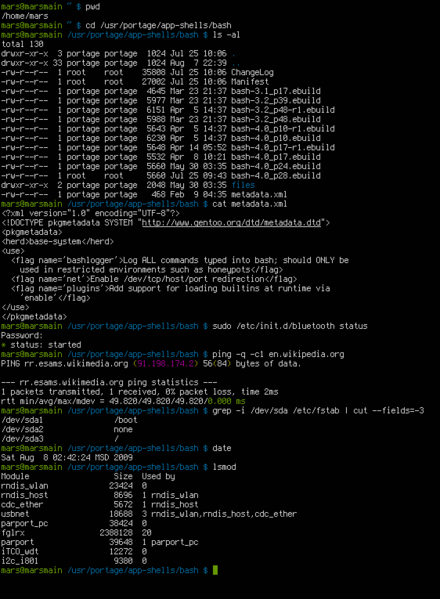 mars@marsmain ~ $ pwd
/home/mars
mars@marsmain ~ $ cd /usr/portage/app-shells/bash
mars@marsmain /usr/portage/app-shells/bash $ ls -al
total 130
drwxr-xr-x  3 portage portage  1024 Jul 25 10:06 .
drwxr-xr-x 33 portage portage  1024 Aug  7 22:39 ..
-rw-r--r--  1 root    root    35808 Jul 25 10:06 ChangeLog
-rw-r--r--  1 root    root    27002 Jul 25 10:06 Manifest
-rw-r--r--  1 portage portage  4645 Mar 23 21:37 bash-3.1_p17.ebuild
-rw-r--r--  1 portage portage  5977 Mar 23 21:37 bash-3.2_p39.ebuild
-rw-r--r--  1 portage portage  6151 Apr  5 14:37 bash-3.2_p48-r1.ebuild
-rw-r--r--  1 portage portage  5988 Mar 23 21:37 bash-3.2_p48.ebuild
-rw-r--r--  1 portage portage  5643 Apr  5 14:37 bash-4.0_p10-r1.ebuild
-rw-r--r--  1 portage portage  6230 Apr  5 14:37 bash-4.0_p10.ebuild
-rw-r--r--  1 portage portage  5648 Apr 14 05:52 bash-4.0_p17-r1.ebuild
-rw-r--r--  1 portage portage  5532 Apr  8 10:21 bash-4.0_p17.ebuild
-rw-r--r--  1 portage portage  5660 May 30 03:35 bash-4.0_p24.ebuild
-rw-r--r--  1 root    root     5660 Jul 25 09:43 bash-4.0_p28.ebuild
drwxr-xr-x  2 portage portage  2048 May 30 03:35 files
-rw-r--r--  1 portage portage   468 Feb  9 04:35 metadata.xml
mars@marsmain /usr/portage/app-shells/bash $ cat metadata.xml
<?xml version="1.0" encoding="UTF-8"?>
<!DOCTYPE pkgmetadata SYSTEM "http://www.gentoo.org/dtd/metadata.dtd">
<pkgmetadata>
<herd>base-system</herd>
<use>
  <flag name='bashlogger'>Log ALL commands typed into bash; should ONLY be
    used in restricted environments such as honeypots</flag>
  <flag name='net'>Enable /dev/tcp/host/port redirection</flag>
  <flag name='plugins'>Add support for loading builtins at runtime via
    'enable'</flag>
</use>
</pkgmetadata>
mars@marsmain /usr/portage/app-shells/bash $ sudo /etc/init.d/bluetooth status
Password:
* status: started
mars@marsmain /usr/portage/app-shells/bash $ ping -q -c1 en.wikipedia.org
PING rr.esams.wikimedia.org (91.198.174.2) 56(84) bytes of data.

--- rr.esams.wikimedia.org ping statistics ---
1 packets transmitted, 1 received, 0% packet loss, time 2ms
rtt min/avg/max/mdev = 49.820/49.820/49.820/0.000 ms
mars@marsmain /usr/portage/app-shells/bash $ grep -i /dev/sda /etc/fstab | cut --fields=-3
/dev/sda1               /boot
/dev/sda2               none
/dev/sda3               /
mars@marsmain /usr/portage/app-shells/bash $ date
Sat Aug  8 02:42:24 MSD 2009
mars@marsmain /usr/portage/app-shells/bash $ lsmod
Module                  Size  Used by
rndis_wlan             23424  0
rndis_host              8696  1 rndis_wlan
cdc_ether               5672  1 rndis_host
usbnet                 18688  3 rndis_wlan,rndis_host,cdc_ether
parport_pc             38424  0
fglrx                2388128  20
parport                39648  1 parport_pc
iTCO_wdt               12272  0
i2c_i801                9380  0
mars@marsmain /usr/portage/app-shells/bash $